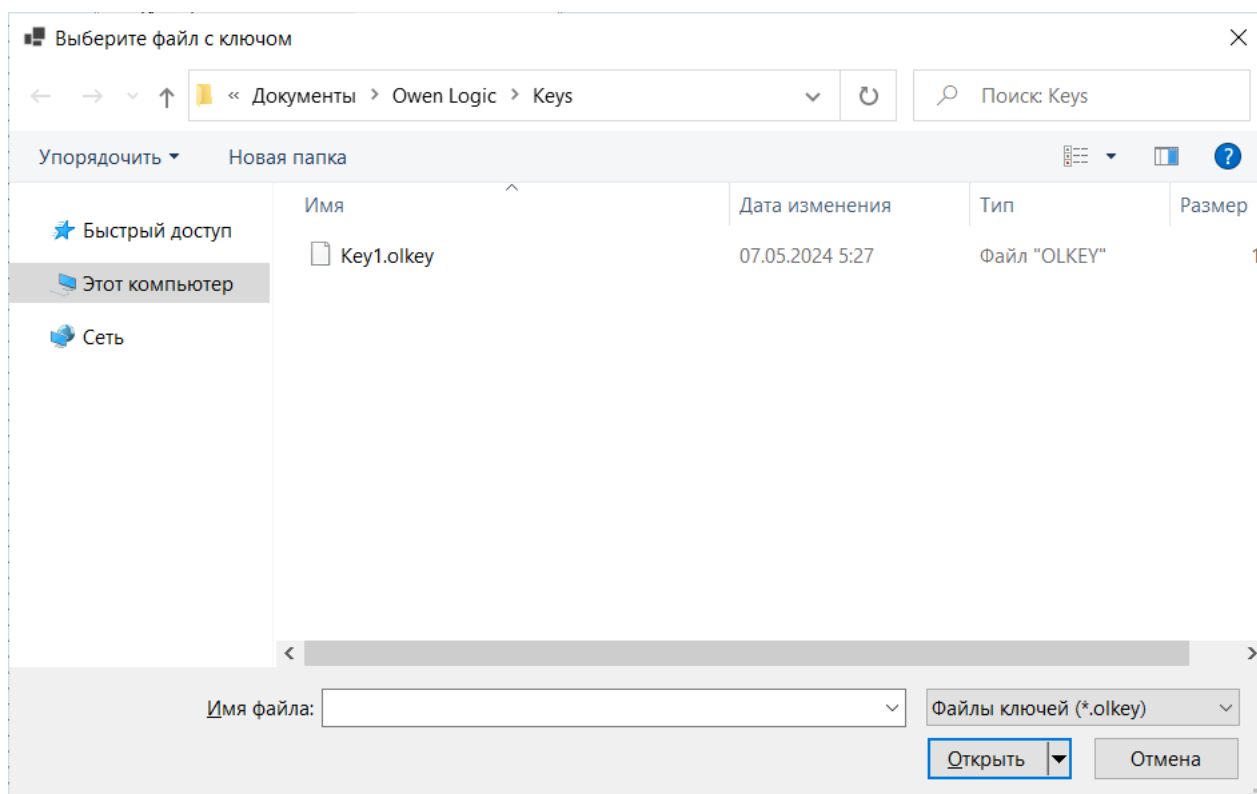 Выберите файл с ключом
« Документы > Owen Logic > Keys
Поиск: Keys
Упорядочить
Новая папка
Имя
Дата изменения
Тип
Размер
Быстрый доступ
Key1.olkey
07.05.2024 5:27
Файл "OLKEY"
1
Этот компьютер
Сеть
Имя файла:
Файлы ключей (*.olkey)
Открыть
Отмена